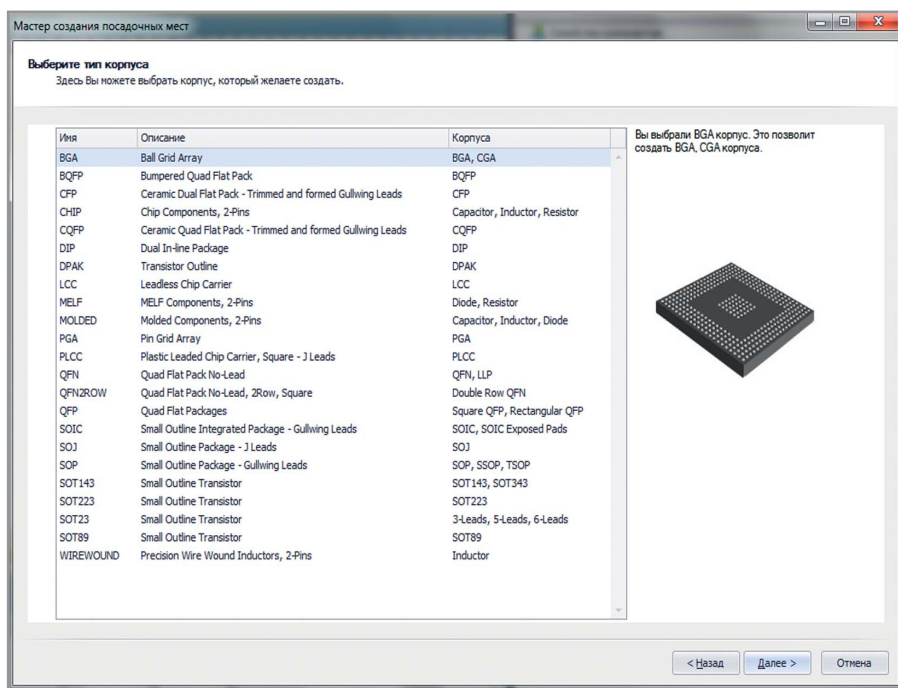 Мастер создания посадочных мест
Выберите тип корпуса
Здесь Вы можете выбрать корпус, который желаете создать.
Имя Описание Корпуса
BGA Ball Grid Array BGA, CGA
BQFP Bumpered Quad Flat Pack BQFP
CFP Ceramic Dual Flat Pack - Trimmed and formed Gullwing Leads CFP
CHIP Chip Components, 2-Pins Capacitor, Inductor, Resistor
CQFP Ceramic Quad Flat Pack - Trimmed and formed Gullwing Leads CQFP
DIP Dual In-line Package DIP
DPAK Transistor Outline DPAK
LCC Leadless Chip Carrier LCC
MELF MELF Components, 2-Pins Diode, Resistor
MOLDED Molded Components, 2-Pins Capacitor, Inductor, Diode
PGA Pin Grid Array PGA
PLCC Plastic Leaded Chip Carrier, Square - J Leads PLCC
QFN Quad Flat Pack No-Lead QFN, LLP
QFN2ROW Quad Flat Pack No-Lead, 2Row, Square Double Row QFN
QFP Quad Flat Packages Square QFP, Rectangular QFP
SOIC Small Outline Integrated Package - Gullwing Leads SOIC, SOIC Exposed Pads
SOJ Small Outline Package - J Leads SOJ
SOP Small Outline Package - Gullwing Leads SOP, SSOP, TSOP
SOT143 Small Outline Transistor SOT143, SOT343
SOT223 Small Outline Transistor SOT223
SOT23 Small Outline Transistor 3-Leads, 5-Leads, 6-Leads
SOT89 Small Outline Transistor SOT89
WIREWOUND Precision Wire Wound Inductors, 2-Pins Inductor
Вы выбрали BGA корпус. Это позволит
создать BGA, CGA корпуса.
< Назад Далее > Отмена